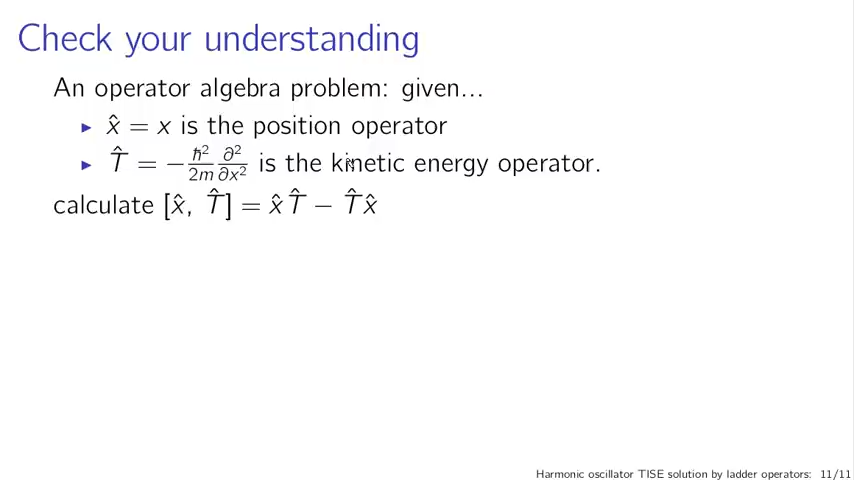 Check your understanding
An operator algebra problem: given...
▶ x̂ = x is the position operator
▶ T̂ = −ℏ²/2m ∂²/∂x² is the kinetic energy operator.
calculate [x̂, T̂] = x̂T̂ − T̂x̂
Harmonic oscillator TISE solution by ladder operators: 11/11